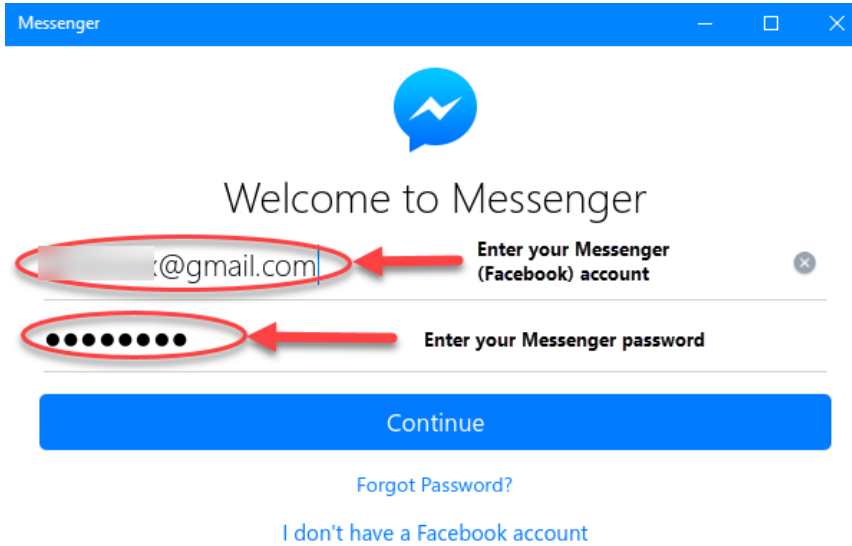 Messenger
Welcome to Messenger
@gmail.com
Enter your Messenger
(Facebook) account
●●●●●●●●
Enter your Messenger password
Continue
Forgot Password?
I don't have a Facebook account